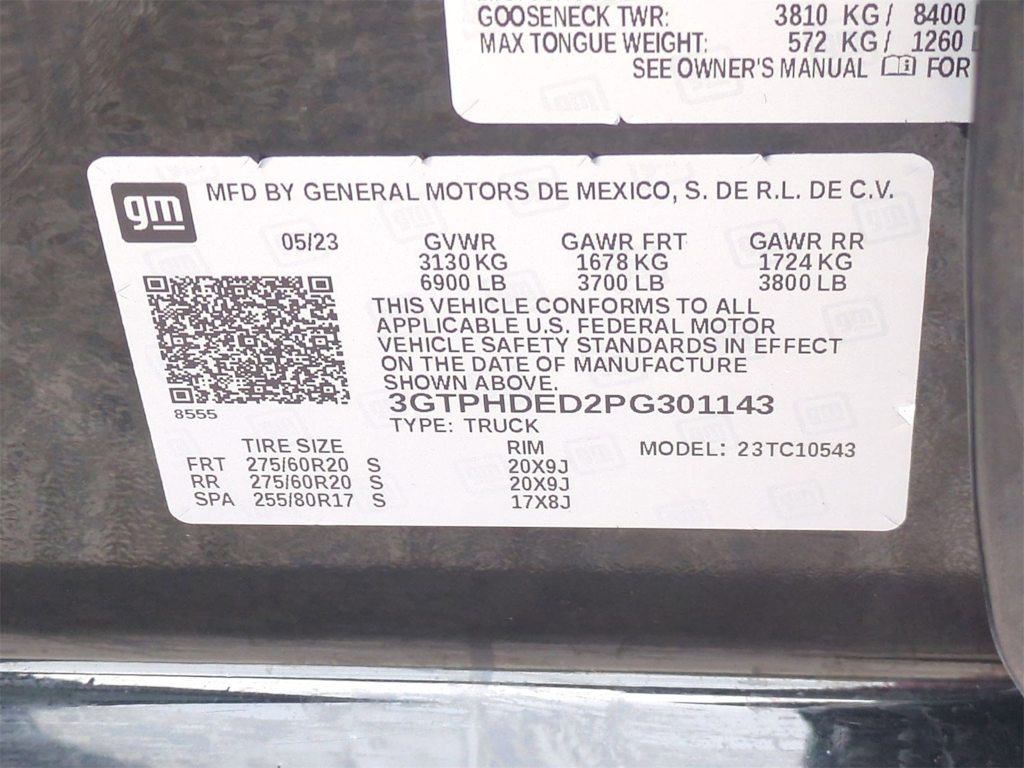 GOOSENECK TWR: 3810 KG / 8400
MAX TONGUE WEIGHT: 572 KG / 1260
SEE OWNER'S MANUAL FOR
gm
MFD BY GENERAL MOTORS DE MEXICO, S. DE R.L. DE C.V.
05/23 GVWR GAWR FRT GAWR RR
3130 KG 1678 KG 1724 KG
6900 LB 3700 LB 3800 LB
THIS VEHICLE CONFORMS TO ALL
APPLICABLE U.S. FEDERAL MOTOR
VEHICLE SAFETY STANDARDS IN EFFECT
ON THE DATE OF MANUFACTURE
SHOWN ABOVE.
3GTPHDED2PG301143
8555
TYPE: TRUCK
TIRE SIZE RIM MODEL: 23TC10543
FRT 275/60R20 S 20X9J
RR 275/60R20 S 20X9J
SPA 255/80R17 S 17X8J